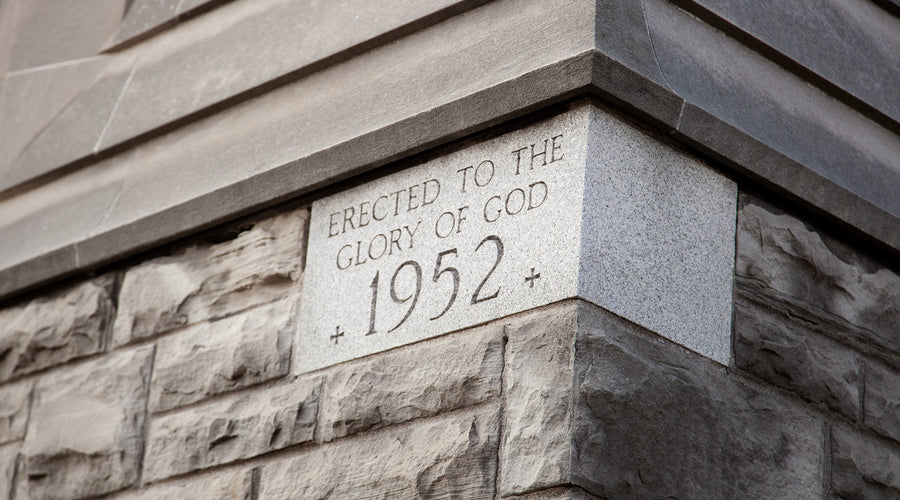 ERECTED TO THE
GLORY OF GOD
+ 1952 +